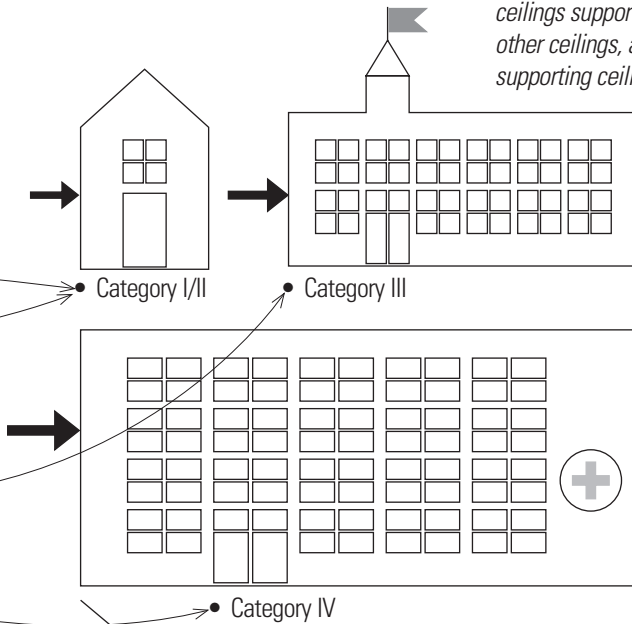 ceilings suppor
other ceilings, a
supporting ceil
Category I/II
Category III
Category IV